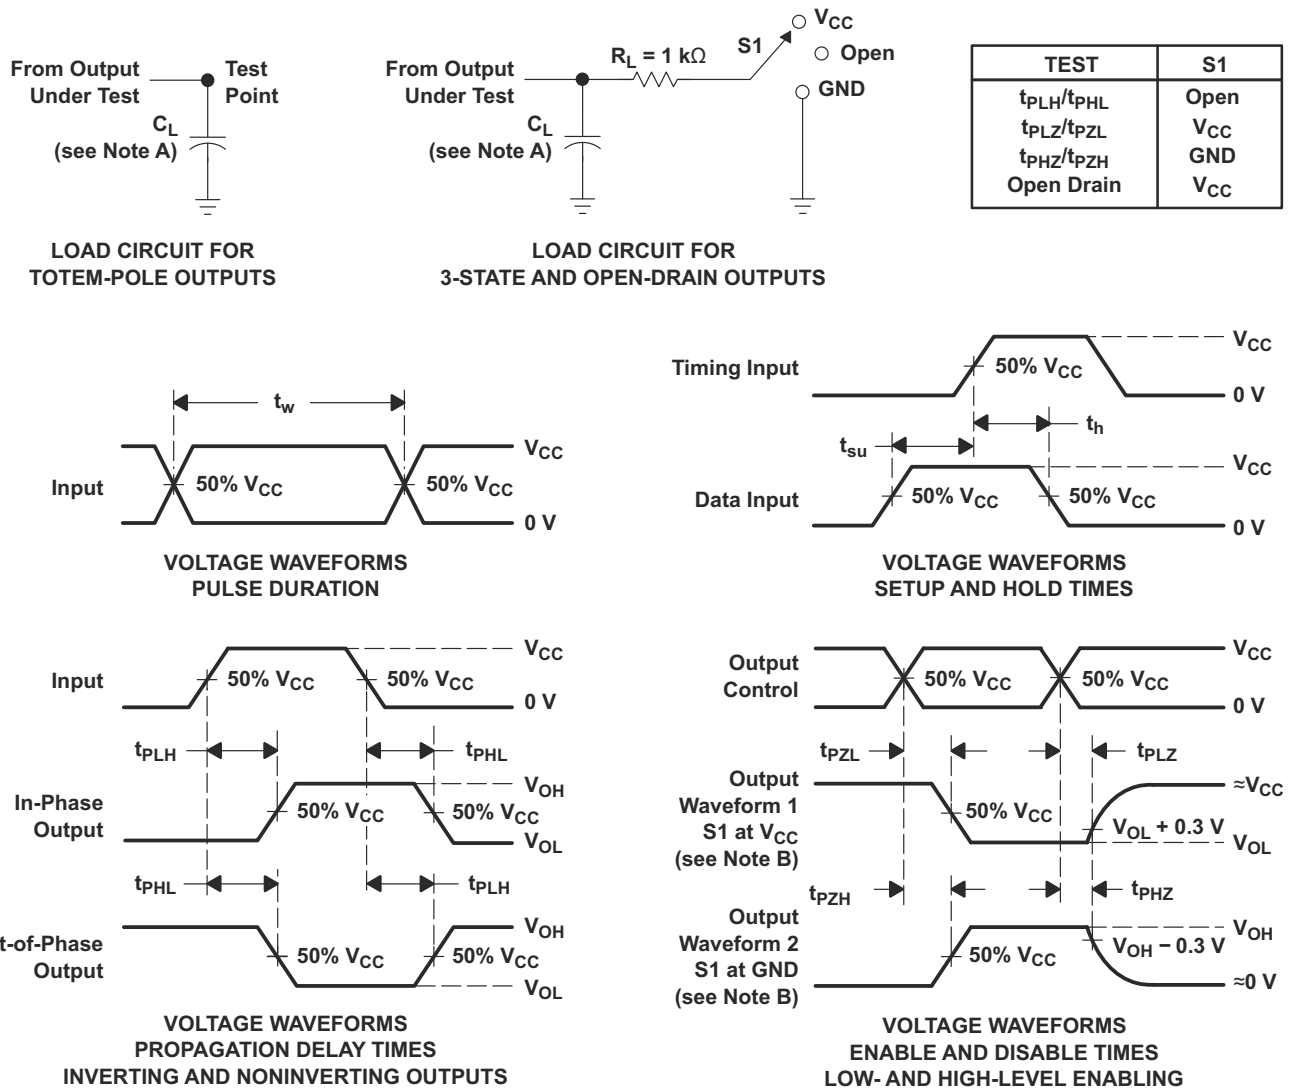 From Output
Under Test
Test
Point
CL
(see Note A)
LOAD CIRCUIT FOR
TOTEM-POLE OUTPUTS
From Output
Under Test
RL = 1 kΩ
S1
VCC
Open
GND
CL
(see Note A)
LOAD CIRCUIT FOR
3-STATE AND OPEN-DRAIN OUTPUTS
TEST S1
tPLH/tPHL Open
tPLZ/tPZL VCC
tPHZ/tPZH GND
Open Drain VCC
tw
Input
50% VCC
50% VCC
VCC
0 V
VOLTAGE WAVEFORMS
PULSE DURATION
Timing Input
50% VCC
VCC
0 V
tsu
th
Data Input
50% VCC
50% VCC
VCC
0 V
VOLTAGE WAVEFORMS
SETUP AND HOLD TIMES
Input
50% VCC
50% VCC
VCC
0 V
tPLH
tPHL
In-Phase
Output
50% VCC
50% VCC
VOH
VOL
tPHL
tPLH
t-of-Phase
Output
50% VCC
50% VCC
VOH
VOL
VOLTAGE WAVEFORMS
PROPAGATION DELAY TIMES
INVERTING AND NONINVERTING OUTPUTS
Output
Control
50% VCC
50% VCC
VCC
0 V
tPZL
tPLZ
Output
Waveform 1
S1 at VCC
(see Note B)
50% VCC
VOL + 0.3 V
≈VCC
VOL
tPZH
tPHZ
Output
Waveform 2
S1 at GND
(see Note B)
50% VCC
VOH − 0.3 V
VOH
≈0 V
VOLTAGE WAVEFORMS
ENABLE AND DISABLE TIMES
LOW- AND HIGH-LEVEL ENABLING